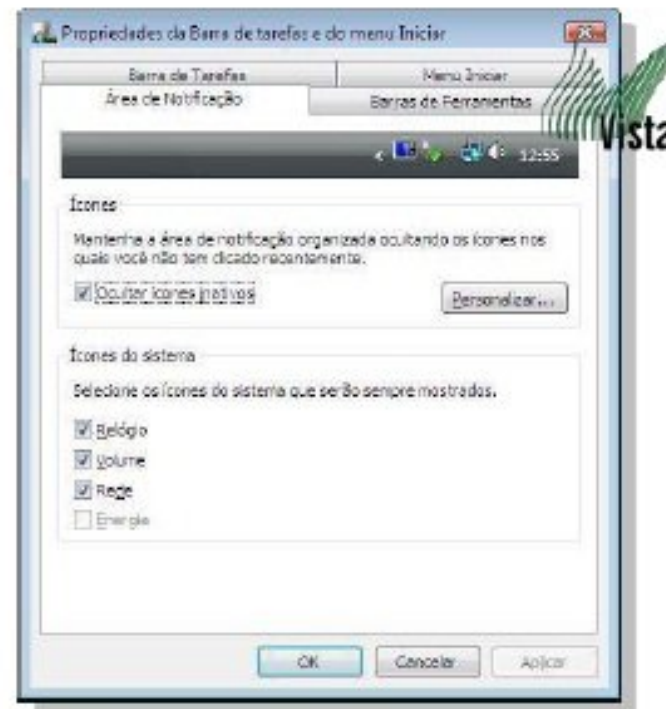 Propriedades da Barra de tarefas e do menu Iniciar
Barra de Tarefas
Menu Iniciar
Área de Notificação
Barras de Ferramentas
Vista
12:55
Ícones
Mantenha a área de notificação organizada ocultando os ícones nos
quais você não tem clicado recentemente.
Ocultar ícones inativos
Personalizar...
Ícones do sistema
Selecione os ícones do sistema que serão sempre mostrados.
Relógio
Volume
Rede
Energia
OK
Cancelar
Aplicar